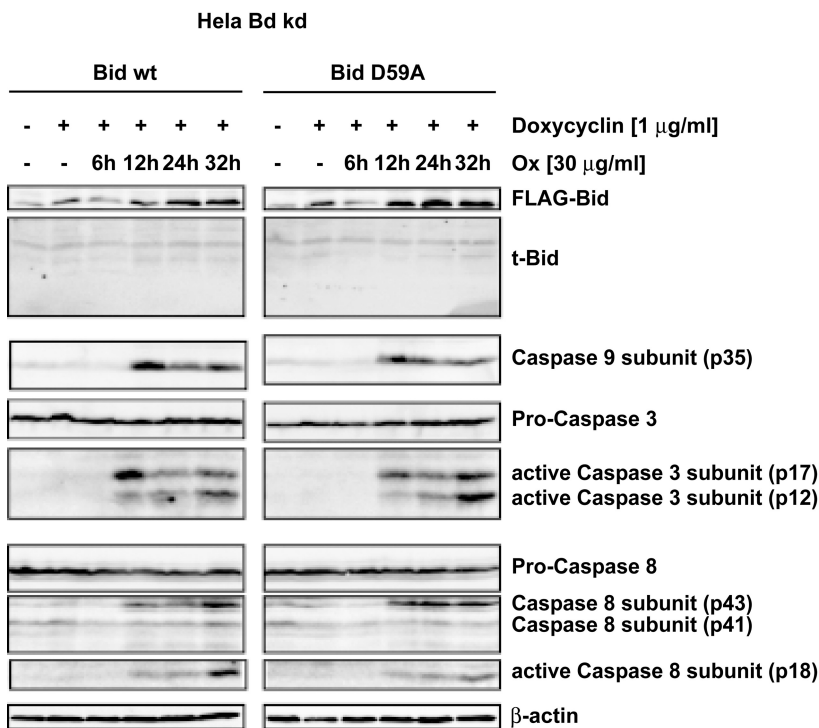 Hela Bd kd
Bid wt Bid D59A
- + + + + + - + + + + + Doxycyclin [1 µg/ml]
- - 6h 12h 24h 32h - - 6h 12h 24h 32h Ox [30 µg/ml]
FLAG-Bid
t-Bid
Caspase 9 subunit (p35)
Pro-Caspase 3
active Caspase 3 subunit (p17)
active Caspase 3 subunit (p12)
Pro-Caspase 8
Caspase 8 subunit (p43)
Caspase 8 subunit (p41)
active Caspase 8 subunit (p18)
β-actin